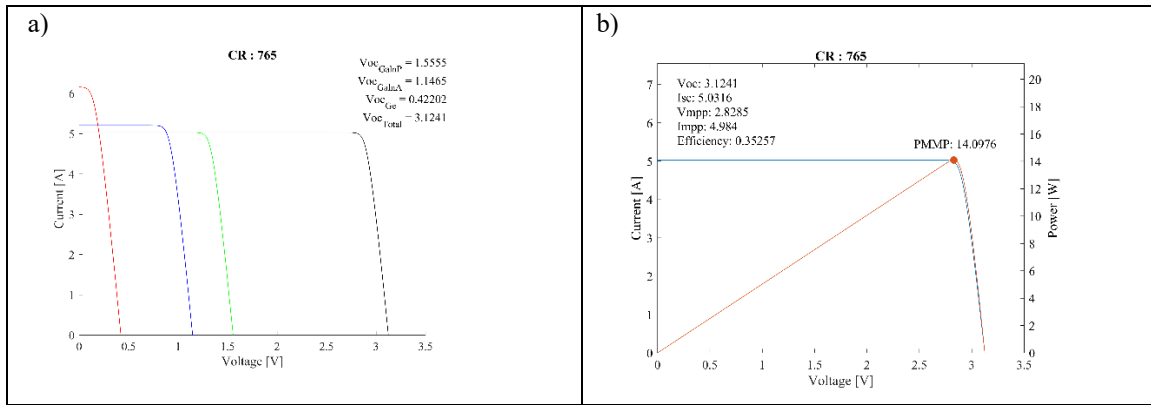 a)
CR : 765
Voc_GaInP = 1.5555
Voc_GaInA = 1.1465
Voc_Ge = 0.42202
Voc_Total = 3.1241
6
5
4
3
2
1
0
Current [A]
0 0.5 1 1.5 2 2.5 3 3.5
Voltage [V]
b)
CR : 765
Voc: 3.1241
Isc: 5.0316
Vmpp: 2.8285
Impp: 4.984
Efficiency: 0.35257
PMMP: 14.0976
7
6
5
4
3
2
1
0
Current [A]
20
18
16
14
12
10
8
6
4
2
0
Power [W]
0 0.5 1 1.5 2 2.5 3 3.5
Voltage [V]